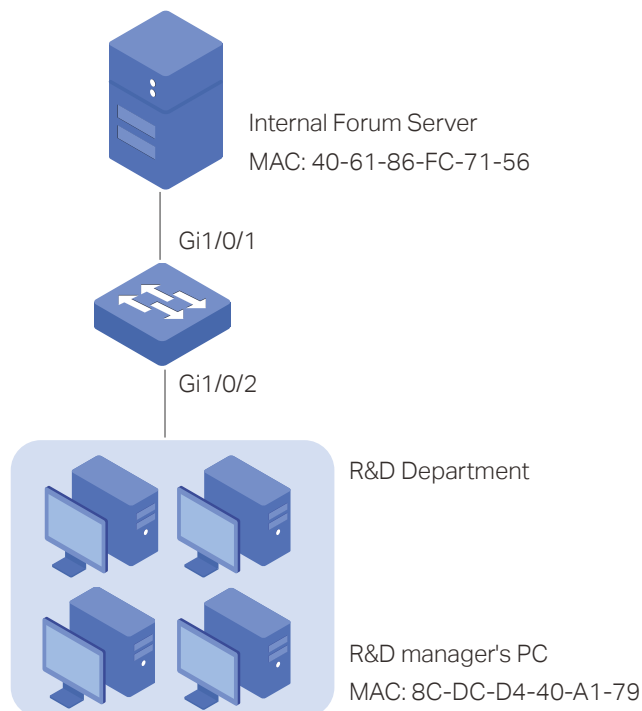 Internal Forum Server
MAC: 40-61-86-FC-71-56
Gi1/0/1
Gi1/0/2
R&D Department
R&D manager's PC
MAC: 8C-DC-D4-40-A1-79